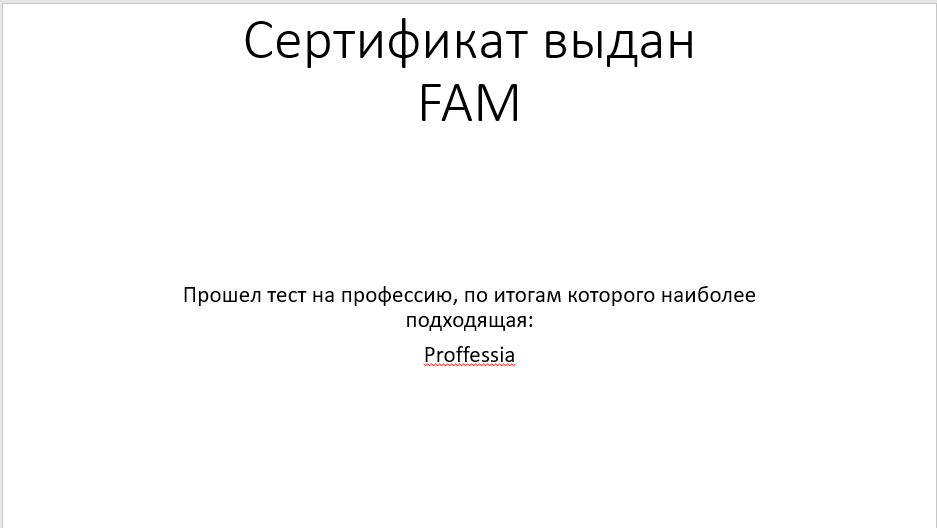 Сертификат выдан
FAM
Прошел тест на профессию, по итогам которого наиболее
подходящая:
Proffessia